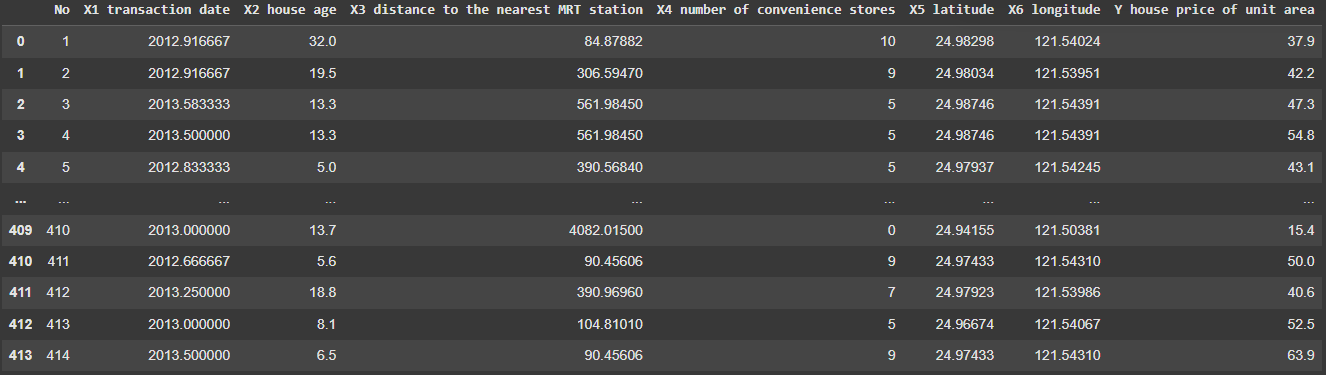 No X1 transaction date X2 house age X3 distance to the nearest MRT station X4 number of convenience stores X5 latitude X6 longitude Y house price of unit area
0 1 2012.916667 32.0 84.87882 10 24.98298 121.54024 37.9
1 2 2012.916667 19.5 306.59470 9 24.98034 121.53951 42.2
2 3 2013.583333 13.3 561.98450 5 24.98746 121.54391 47.3
3 4 2013.500000 13.3 561.98450 5 24.98746 121.54391 54.8
4 5 2012.833333 5.0 390.56840 5 24.97937 121.54245 43.1
... ... ... ... ... ... ... ... ...
409 410 2013.000000 13.7 4082.01500 0 24.94155 121.50381 15.4
410 411 2012.666667 5.6 90.45606 9 24.97433 121.54310 50.0
411 412 2013.250000 18.8 390.96960 7 24.97923 121.53986 40.6
412 413 2013.000000 8.1 104.81010 5 24.96674 121.54067 52.5
413 414 2013.500000 6.5 90.45606 9 24.97433 121.54310 63.9